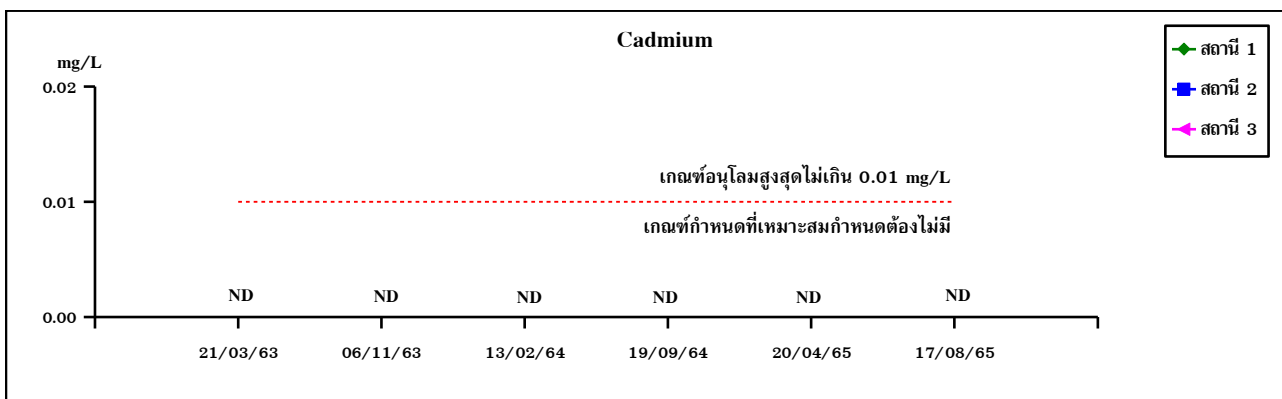 Cadmium
mg/L
0.02
0.01
0.00
เกณฑ์อนุโลมสูงสุดไม่เกิน 0.01 mg/L
เกณฑ์กำหนดที่เหมาะสมกำหนดต้องไม่มี
ND ND ND ND ND ND
21/03/63 06/11/63 13/02/64 19/09/64 20/04/65 17/08/65
สถานี 1
สถานี 2
สถานี 3